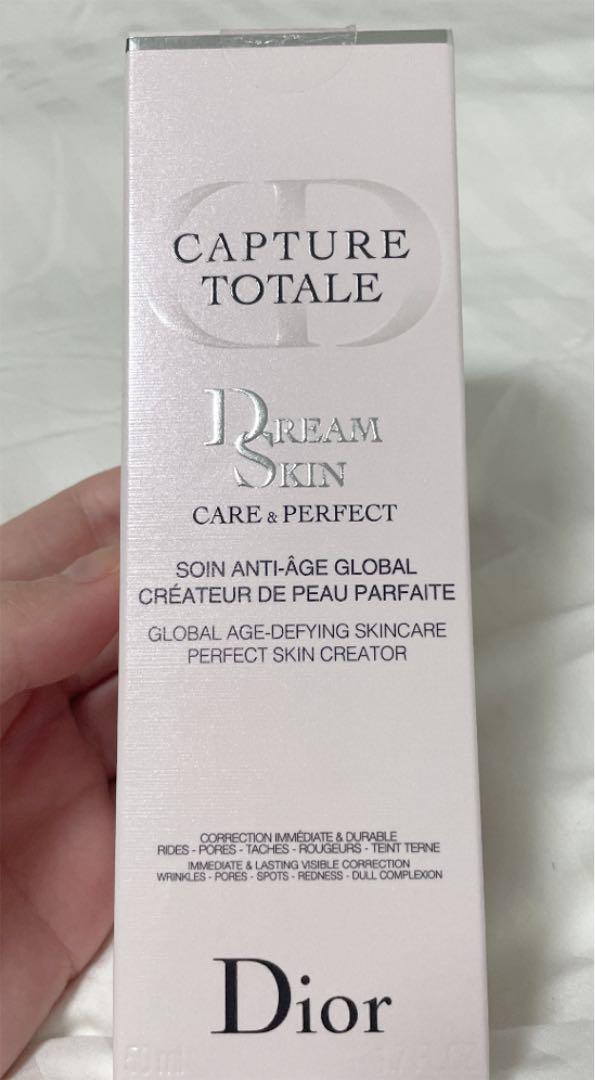 CAPTURE
TOTALE
DREAM
SKIN
CARE & PERFECT
SOIN ANTI-ÂGE GLOBAL
CRÉATEUR DE PEAU PARFAITE
GLOBAL AGE-DEFYING SKINCARE
PERFECT SKIN CREATOR
CORRECTION IMMÉDIATE & DURABLE
RIDES - PORES - TACHES - ROUGEURS - TEINT TERNE
IMMEDIATE & LASTING VISIBLE CORRECTION
WRINKLES - PORES - SPOTS - REDNESS - DULL COMPLEXION
Dior